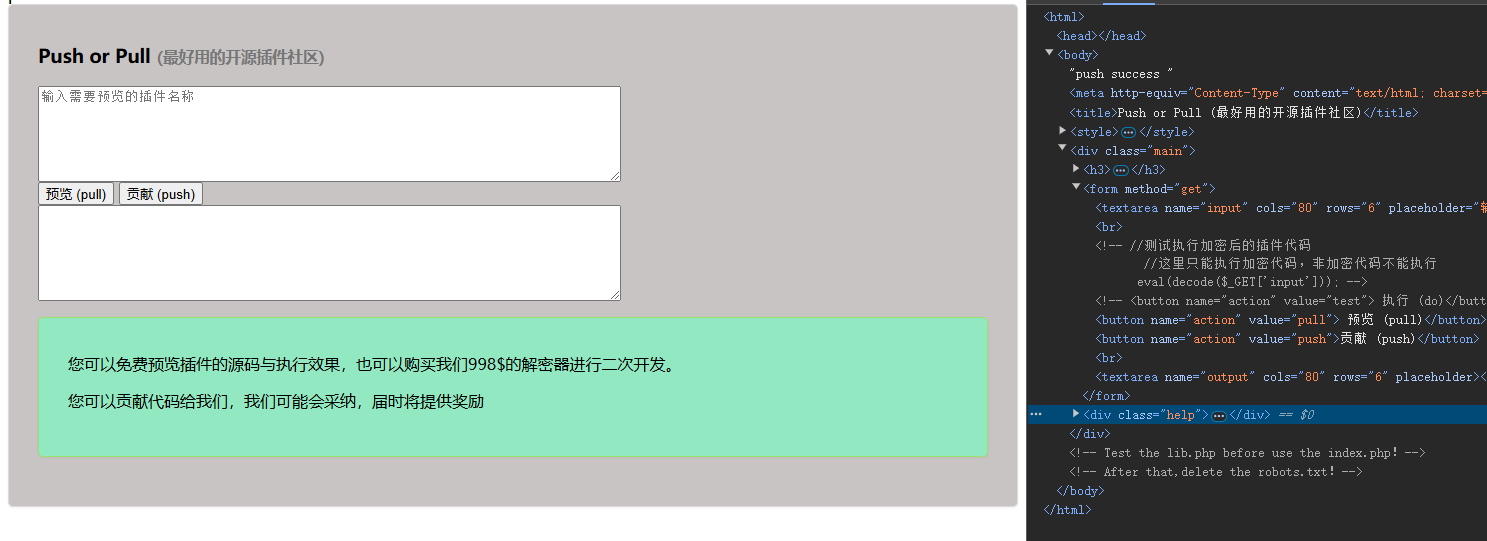 Push or Pull (最好用的开源插件社区)
输入需要预览的插件名称
预览 (pull) 贡献 (push)
您可以免费预览插件的源码与执行效果，也可以购买我们998$的解密器进行二次开发。
您可以贡献代码给我们，我们可能会采纳，届时将提供奖励
<html>
<head></head>
<body>
"push success "
<meta http-equiv="Content-Type" content="text/html; charset=
<title>Push or Pull (最好用的开源插件社区)</title>
<style>…</style>
<div class="main">
<h3>…</h3>
<form method="get">
<textarea name="input" cols="80" rows="6" placeholder="输
<br>
<!-- //测试执行加密后的插件代码
//这里只能执行加密代码，非加密代码不能执行
eval(decode($_GET['input'])); -->
<!-- <button name="action" value="test"> 执行 (do)</butt
<button name="action" value="pull"> 预览 (pull)</button>
<button name="action" value="push">贡献 (push)</button>
<br>
<textarea name="output" cols="80" rows="6" placeholder><
</form>
… <div class="help">…</div> == $0
</div>
<!-- Test the lib.php before use the index.php! -->
<!-- After that,delete the robots.txt! -->
</body>
</html>